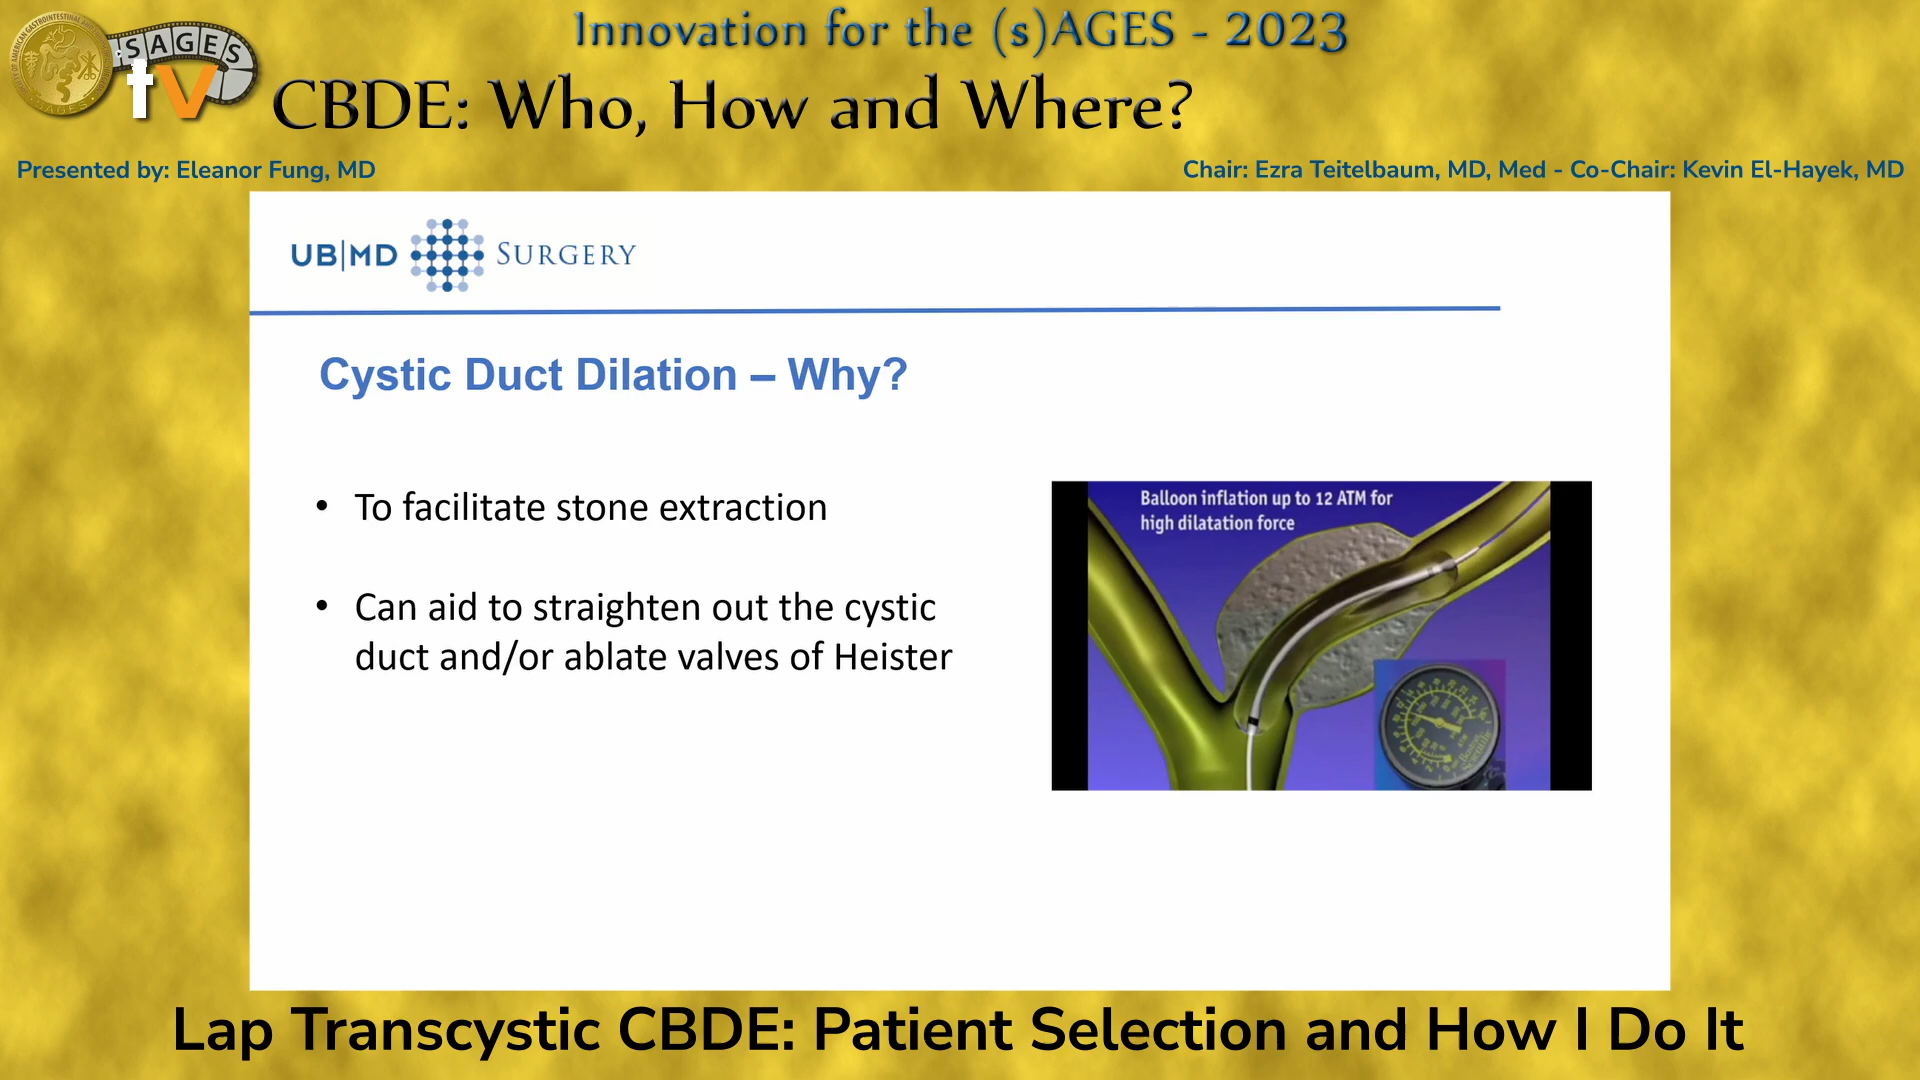 Innovation for the (s)AGES - 2023
SAGES
tv
CBDE: Who, How and Where?
Presented by: Eleanor Fung, MD
Chair: Ezra Teitelbaum, MD, Med - Co-Chair: Kevin El-Hayek, MD
UB|MD SURGERY
Cystic Duct Dilation – Why?
• To facilitate stone extraction
• Can aid to straighten out the cystic
duct and/or ablate valves of Heister
Balloon inflation up to 12 ATM for
high dilatation force
Boston
Scientific
Lap Transcystic CBDE: Patient Selection and How I Do It